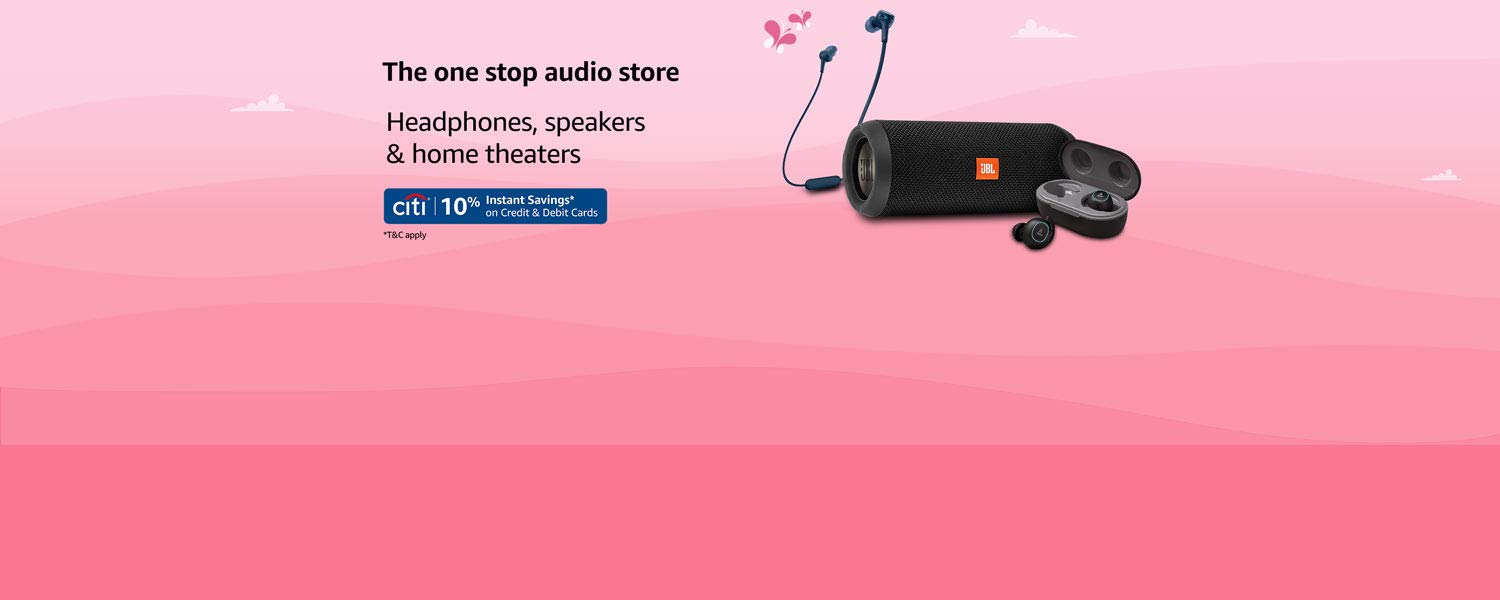 The one stop audio store
Headphones, speakers
& home theaters
citi 10% Instant Savings*
on Credit & Debit Cards
*T&C apply
JBL